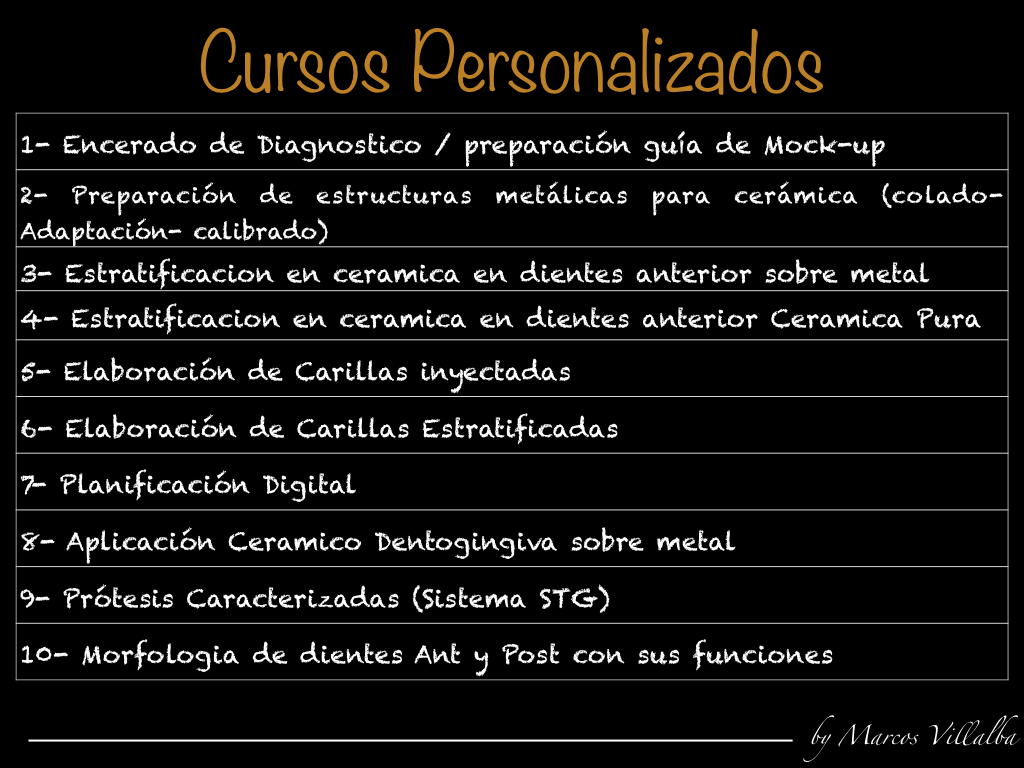 Cursos Personalizados
1- Encerado de Diagnostico / preparación guía de Mock-up
2- Preparación de estructuras metálicas para cerámica (colado-
Adaptación- calibrado)
3- Estratificacion en ceramica en dientes anterior sobre metal
4- Estratificacion en ceramica en dientes anterior Ceramica Pura
5- Elaboración de Carillas inyectadas
6- Elaboración de Carillas Estratificadas
7- Planificación Digital
8- Aplicación Ceramico Dentogingiva sobre metal
9- Prótesis Caracterizadas (Sistema STG)
10- Morfologia de dientes Ant y Post con sus funciones
by Marcos Villalba